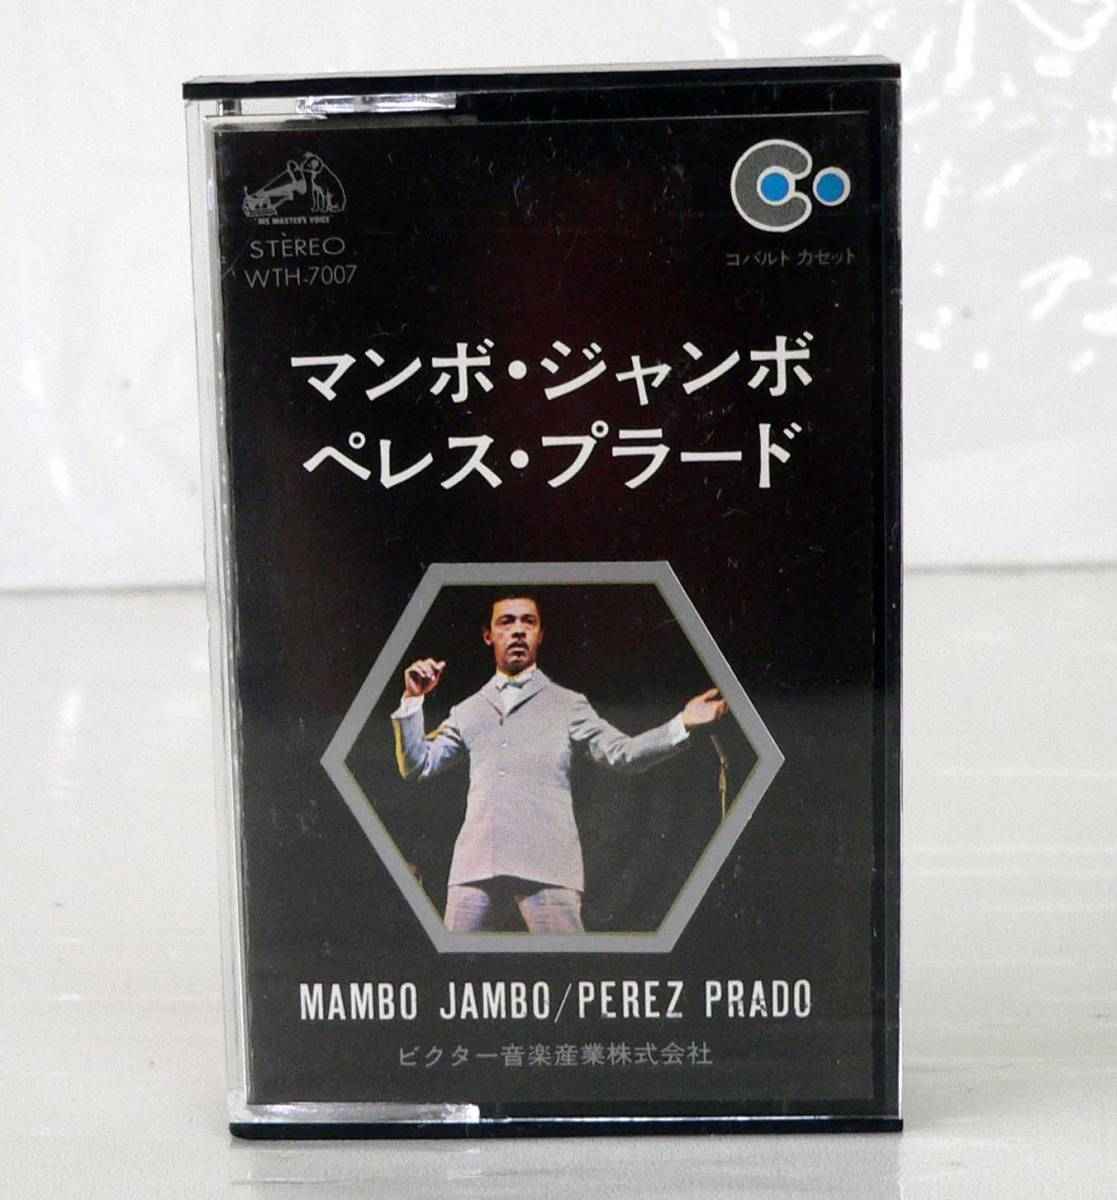 "HIS MASTER'S VOICE"
STEREO
WTH-7007
コバルト カセット
マンボ・ジャンボ
ペレス・プラード
MAMBO JAMBO/PEREZ PRADO
ビクター音楽産業株式会社